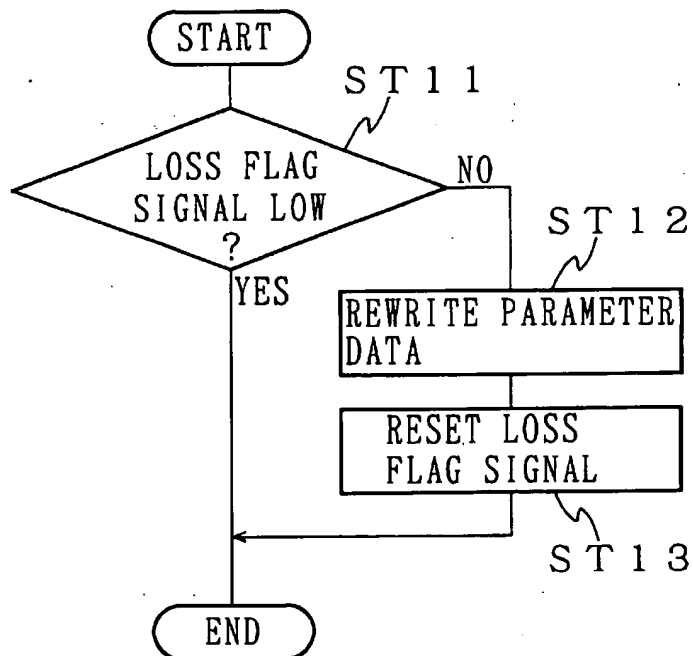 START
ST11
LOSS FLAG
SIGNAL LOW
?
NO
YES
ST12
REWRITE PARAMETER
DATA
RESET LOSS
FLAG SIGNAL
ST13
END